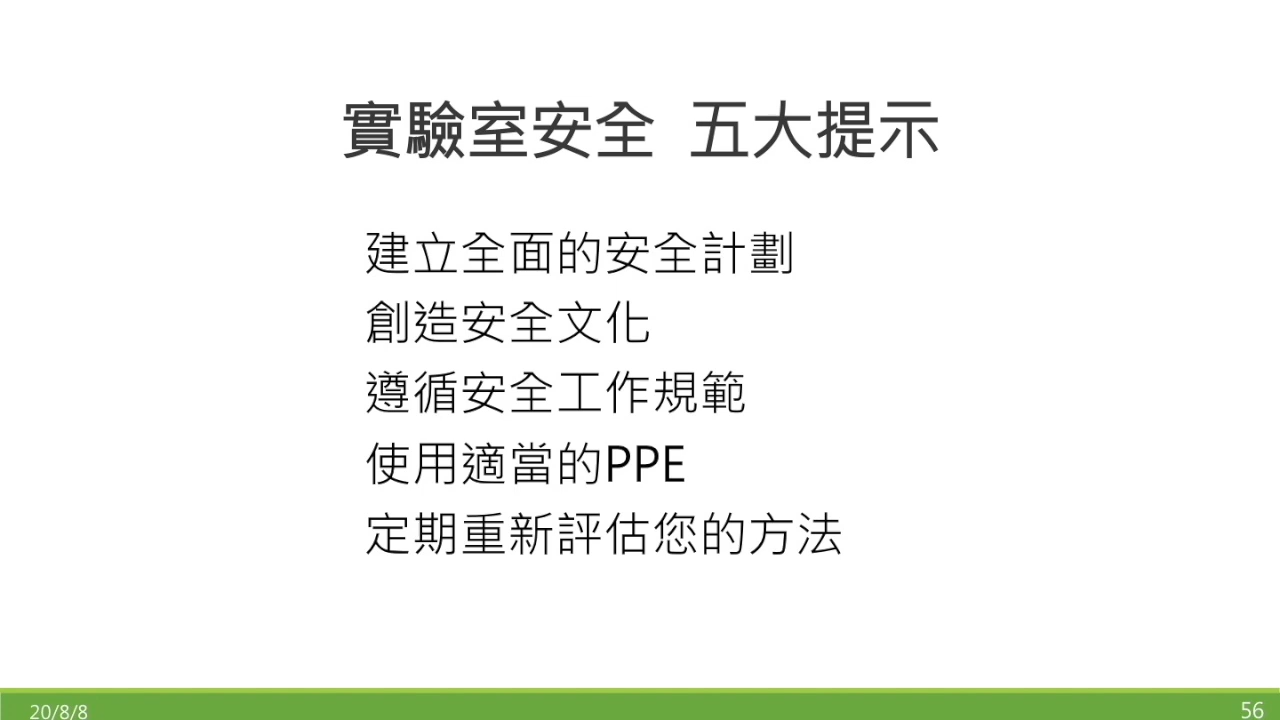 實驗室安全 五大提示
建立全面的安全計劃
創造安全文化
遵循安全工作規範
使用適當的PPE
定期重新評估您的方法
20/8/8
56